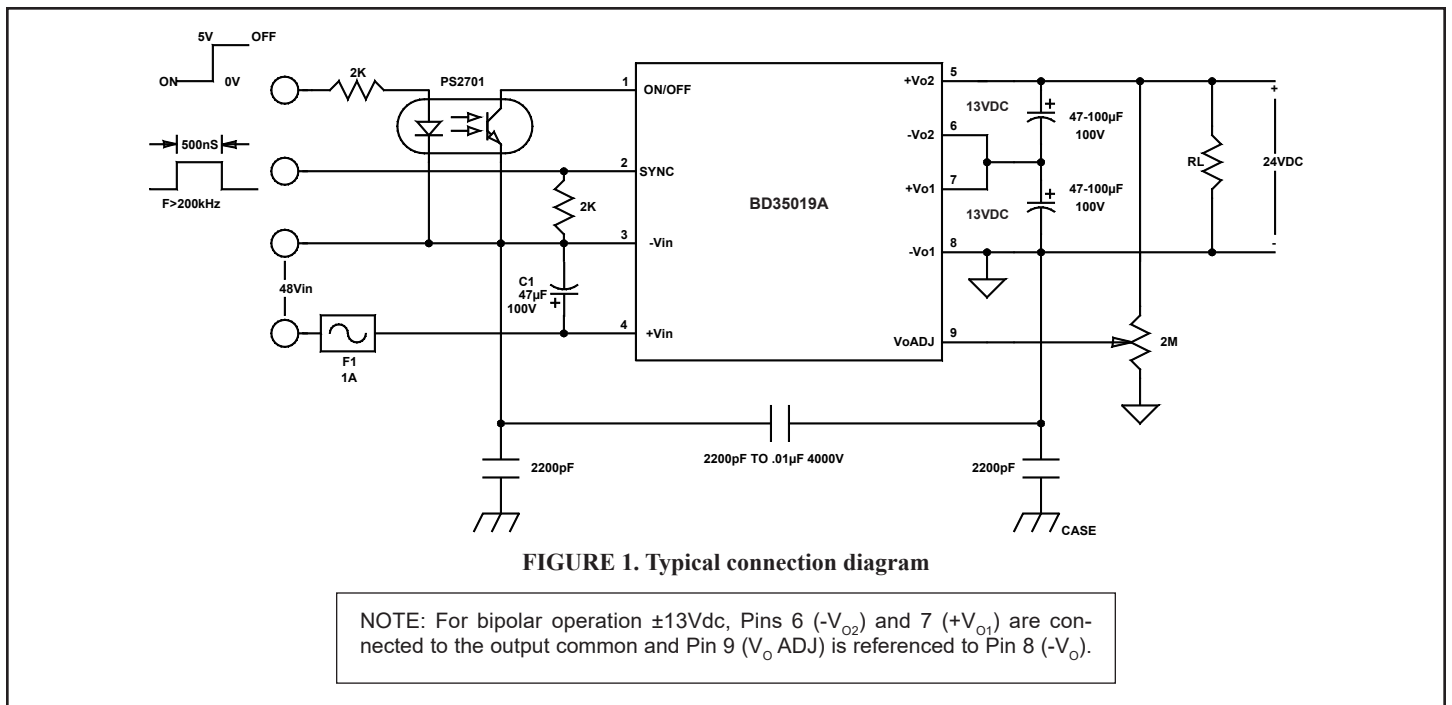 5V OFF
ON 0V
2K
PS2701
500nS
F>200kHz
48Vin
F1
1A
2K
C1
47µF
100V
+
1
ON/OFF
2
SYNC
3
-Vin
4
+Vin
BD35019A
5
+Vo2
6
-Vo2
7
+Vo1
8
-Vo1
9
VoADJ
13VDC
+
47-100µF
100V
13VDC
+
47-100µF
100V
RL
+
24VDC
-
2M
2200pF
2200pF TO .01µF 4000V
2200pF
CASE
FIGURE 1. Typical connection diagram
NOTE: For bipolar operation ±13Vdc, Pins 6 (-VO2) and 7 (+VO1) are con-
nected to the output common and Pin 9 (VO ADJ) is referenced to Pin 8 (-VO).